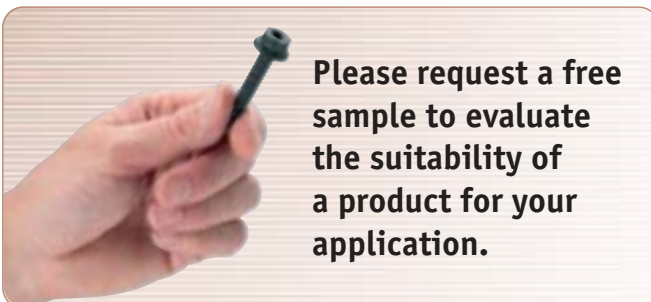 Please request a free
sample to evaluate
the suitability of
a product for your
application.